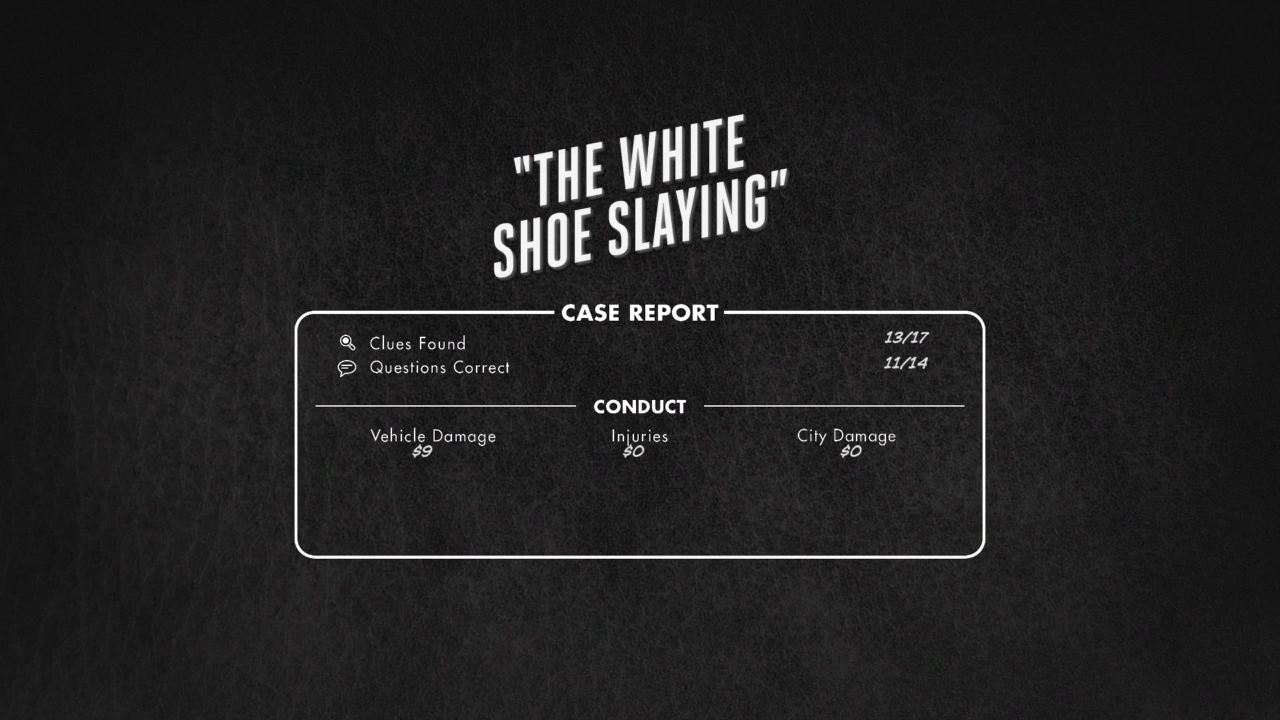 "THE WHITE
SHOE SLAYING"
CASE REPORT
Clues Found 13/17
Questions Correct 11/14
CONDUCT
Vehicle Damage Injuries City Damage
$9 $0 $0